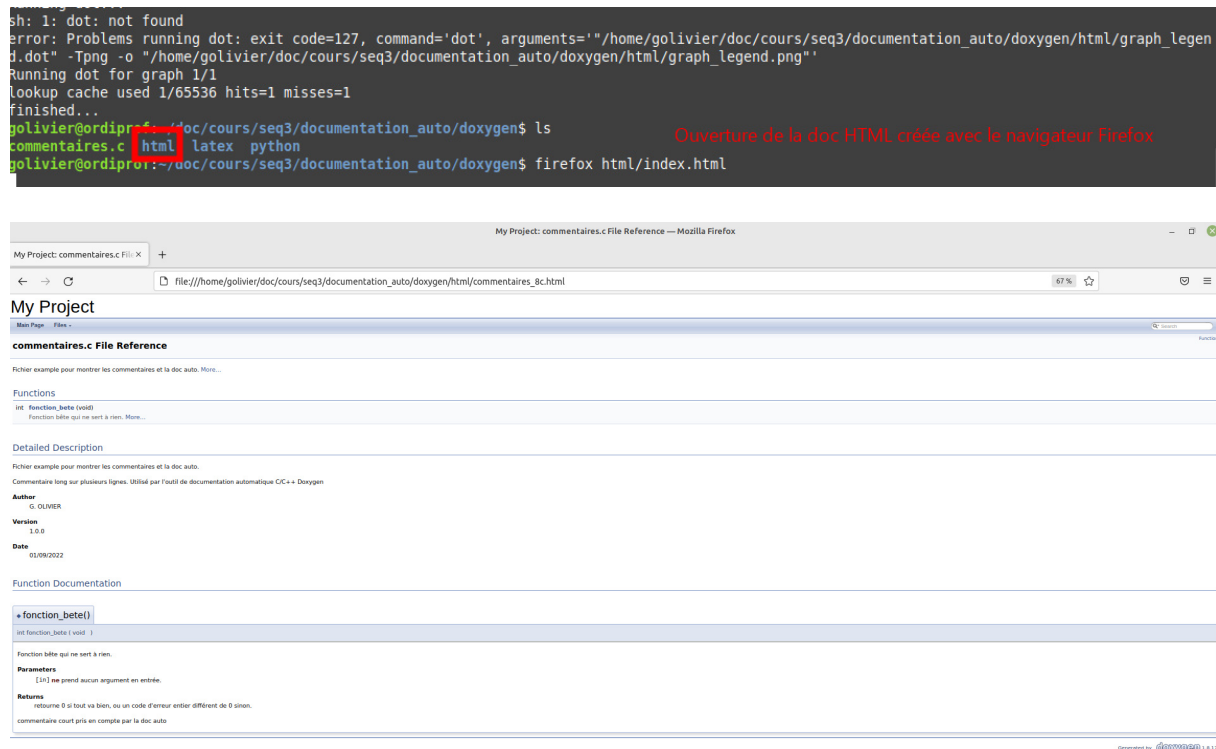 sh: 1: dot: not found
error: Problems running dot: exit code=127, command='dot', arguments='"/home/golivier/doc/cours/seq3/documentation_auto/doxygen/html/graph_legen
d.dot" -Tpng -o "/home/golivier/doc/cours/seq3/documentation_auto/doxygen/html/graph_legend.png"'
Running dot for graph 1/1
lookup cache used 1/65536 hits=1 misses=1
finished...
golivier@ordiprof:~/doc/cours/seq3/documentation_auto/doxygen$ ls
Ouverture de la doc HTML créée avec le navigateur Firefox
commentaires.c html latex python
golivier@ordiprof:~/doc/cours/seq3/documentation_auto/doxygen$ firefox html/index.html
My Project: commentaires.c File Reference — Mozilla Firefox
My Project: commentaires.c File
file:///home/golivier/doc/cours/seq3/documentation_auto/doxygen/html/commentaires_8c.html
67 %
My Project
Main Page Files
Search
commentaires.c File Reference
Functio
Fichier example pour montrer les commentaires et la doc auto. More...
Functions
int fonction_bete (void)
Fonction bête qui ne sert à rien. More...
Detailed Description
Fichier example pour montrer les commentaires et la doc auto.
Commentaire long sur plusieurs lignes. Utilisé par l'outil de documentation automatique C/C++ Doxygen
Author
G. OLIVIER
Version
1.0.0
Date
01/09/2022
Function Documentation
fonction_bete()
int fonction_bete ( void )
Fonction bête qui ne sert à rien.
Parameters
[in] ne prend aucun argument en entrée.
Returns
retourne 0 si tout va bien, ou un code d'erreur entier différent de 0 sinon.
commentaire court pris en compte par la doc auto
Generated by doxygen